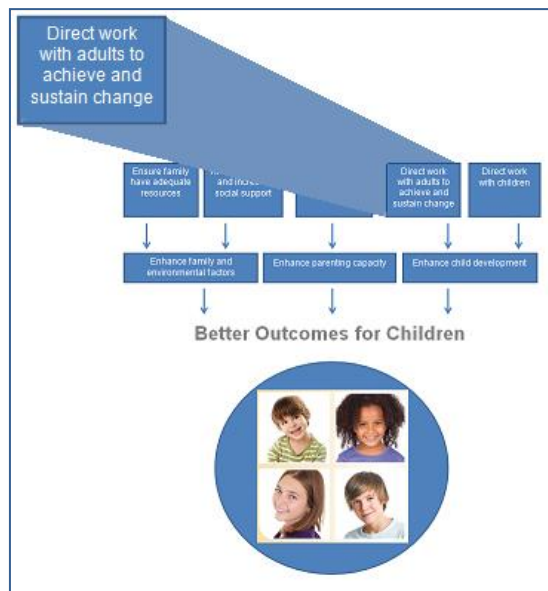 Direct work
with adults to
achieve and
sustain change
Ensure family
have adequate
resources
and incre
social support
Direct work
with adults to
achieve and
sustain change
Direct work
with children
Enhance family and
environmental factors
Enhance parenting capacity
Enhance child development
Better Outcomes for Children